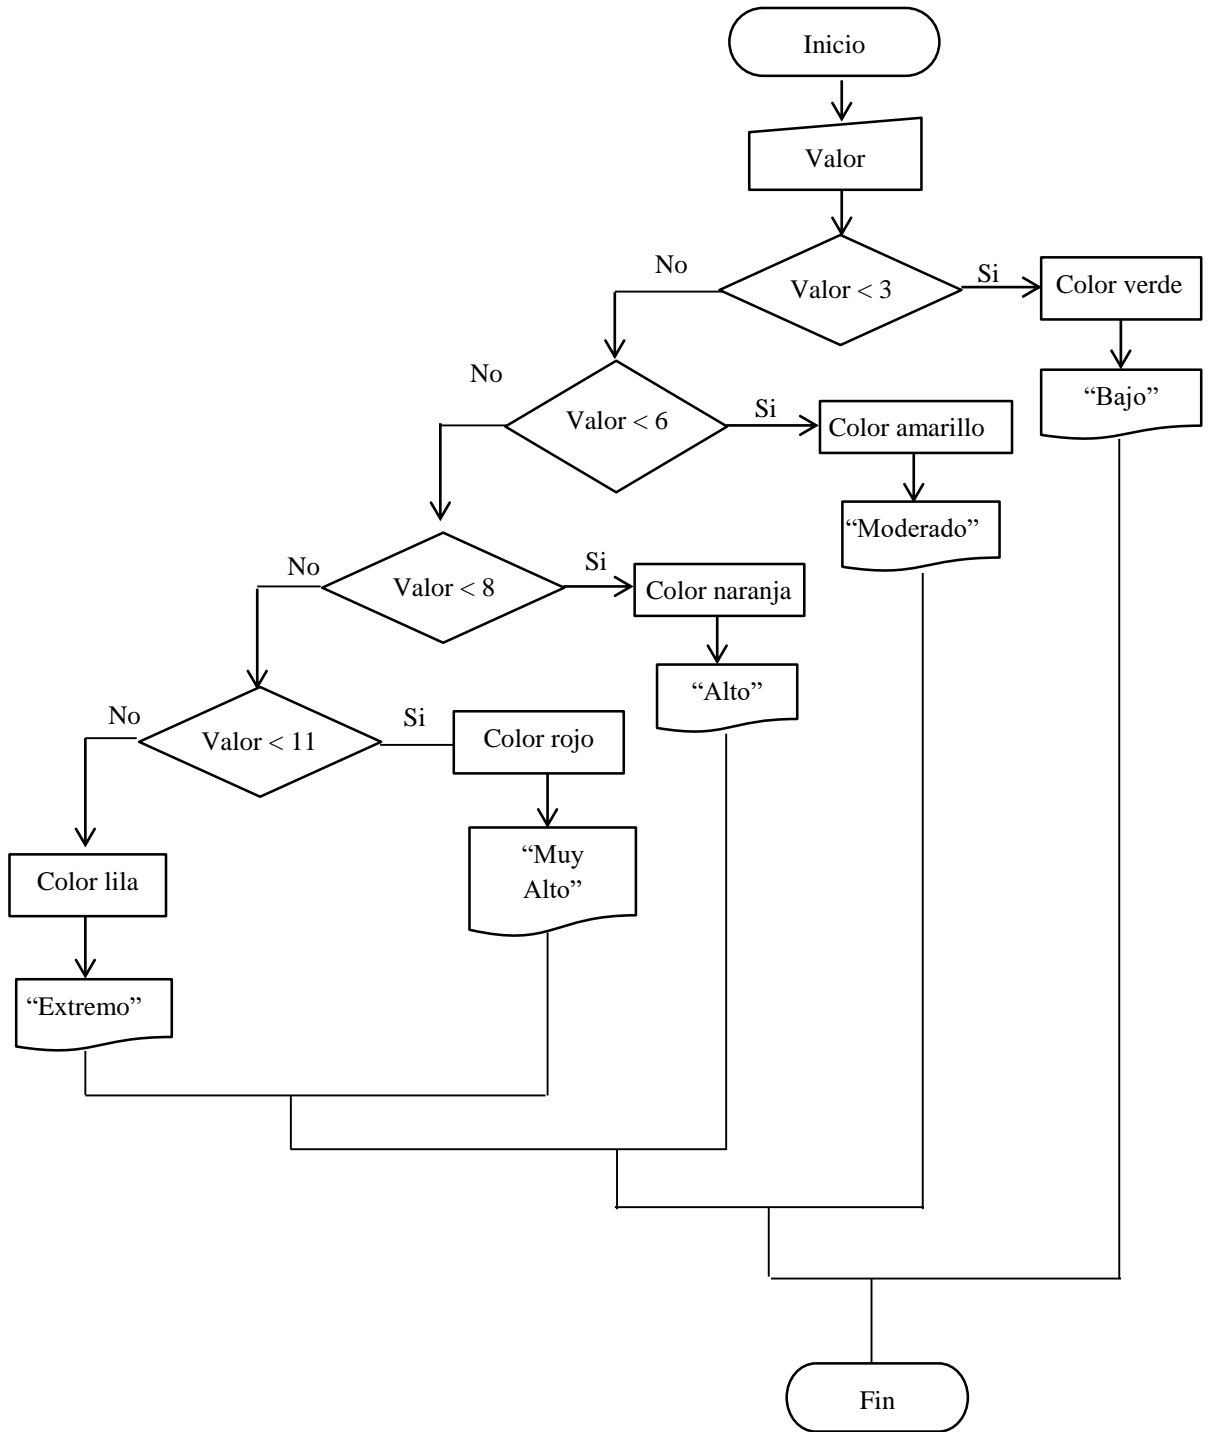 Inicio
Valor
No
Valor < 3
Si
Color verde
“Bajo”
No
Valor < 6
Si
Color amarillo
“Moderado”
No
Valor < 8
Si
Color naranja
“Alto”
No
Valor < 11
Si
Color rojo
“Muy
Alto”
Color lila
“Extremo”
Fin